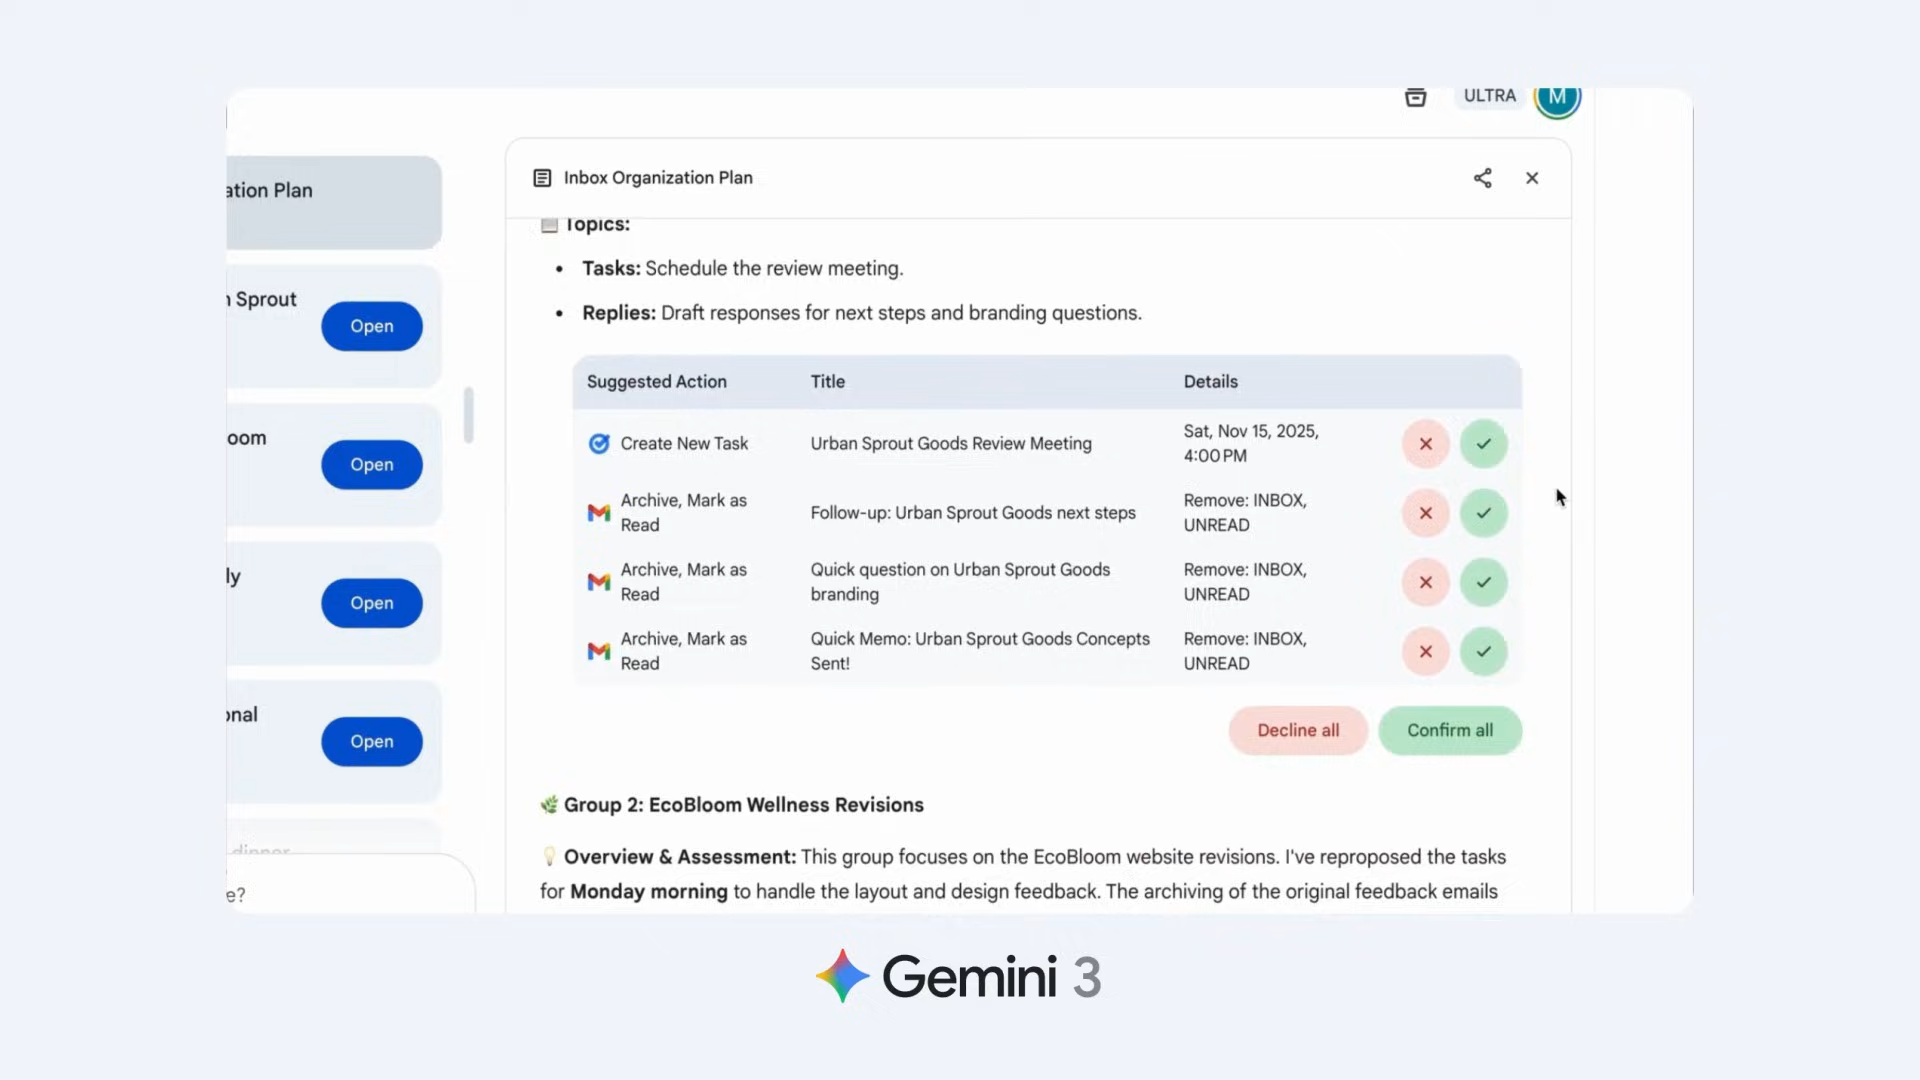 ULTRA
M
ation Plan
Inbox Organization Plan
Topics:
• Tasks: Schedule the review meeting.
• Replies: Draft responses for next steps and branding questions.
Sprout
Open
oom
Open
ly
Open
onal
Open
dinner
e?
Suggested Action Title Details
Create New Task Urban Sprout Goods Review Meeting Sat, Nov 15, 2025,
4:00 PM
Archive, Mark as
Read
Follow-up: Urban Sprout Goods next steps
Remove: INBOX,
UNREAD
Archive, Mark as
Read
Quick question on Urban Sprout Goods
branding
Remove: INBOX,
UNREAD
Archive, Mark as
Read
Quick Memo: Urban Sprout Goods Concepts
Sent!
Remove: INBOX,
UNREAD
Decline all
Confirm all
Group 2: EcoBloom Wellness Revisions
Overview & Assessment: This group focuses on the EcoBloom website revisions. I've reproposed the tasks
for Monday morning to handle the layout and design feedback. The archiving of the original feedback emails
Gemini 3